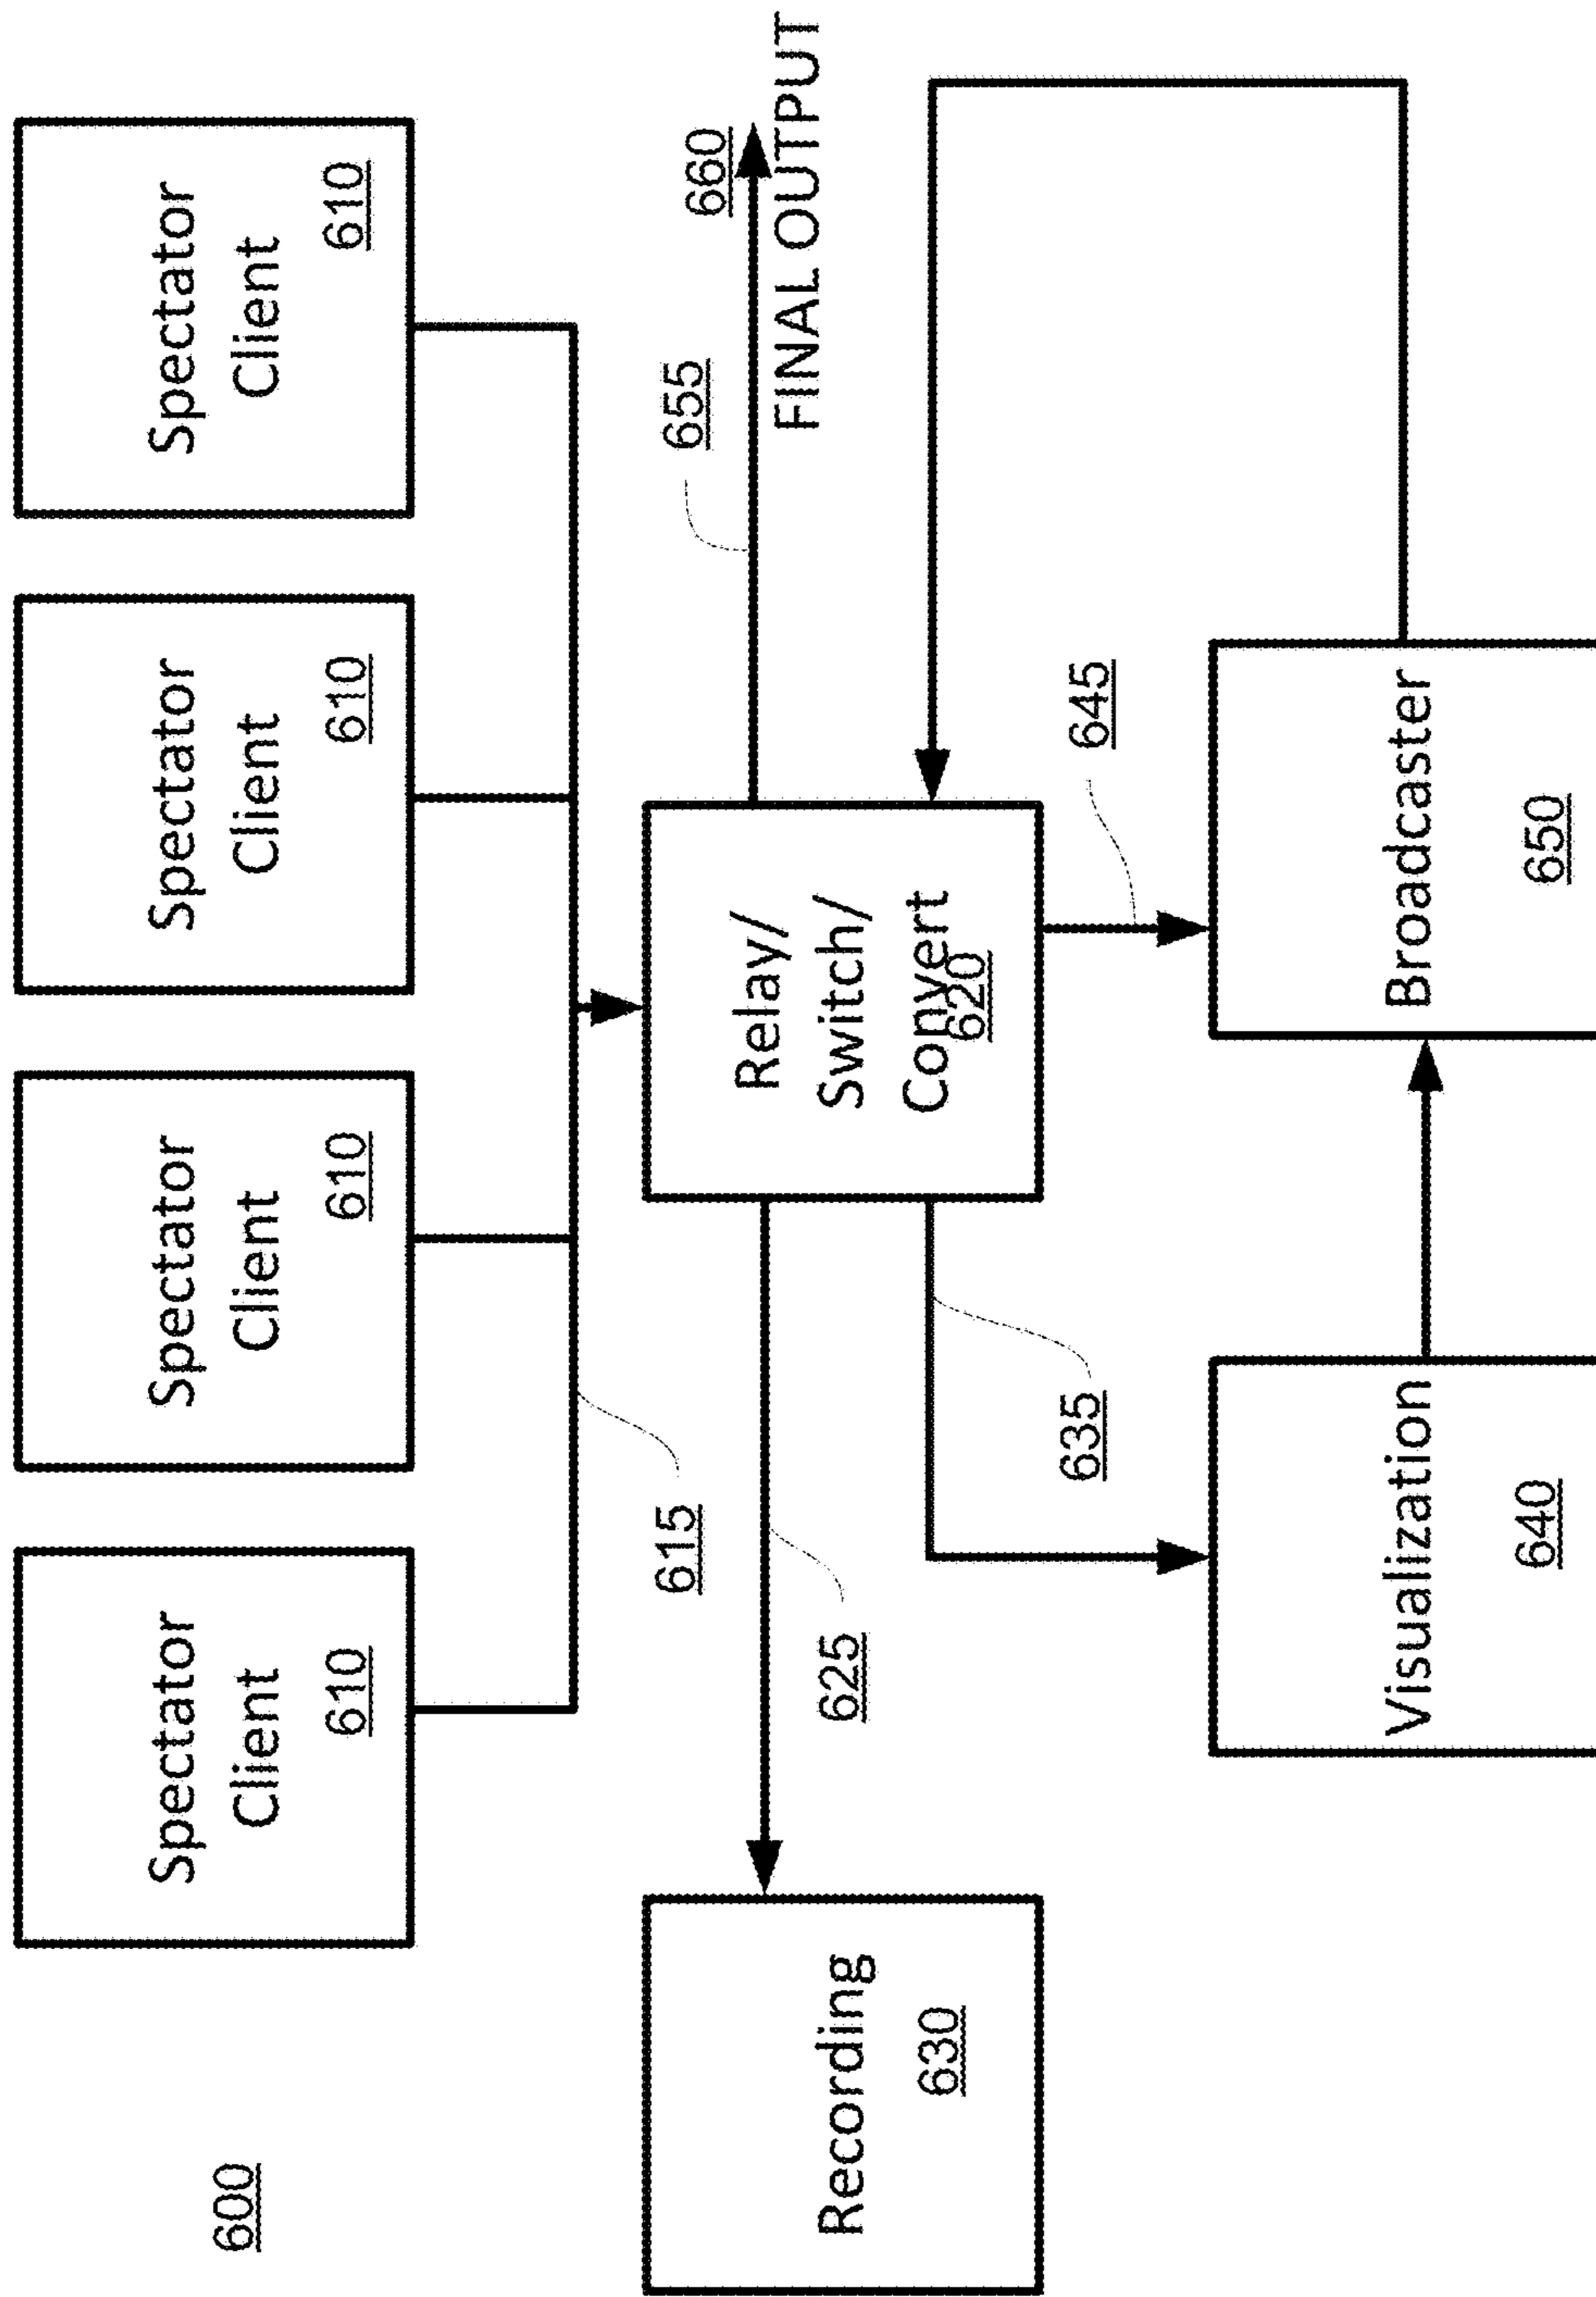 600
Spectator
Client
610
Spectator
Client
610
Spectator
Client
610
Spectator
Client
610
615
Recording
630
625
Relay/
Switch/
Convert
620
655
660
FINAL OUTPUT
635
645
Visualization
640
Broadcaster
650